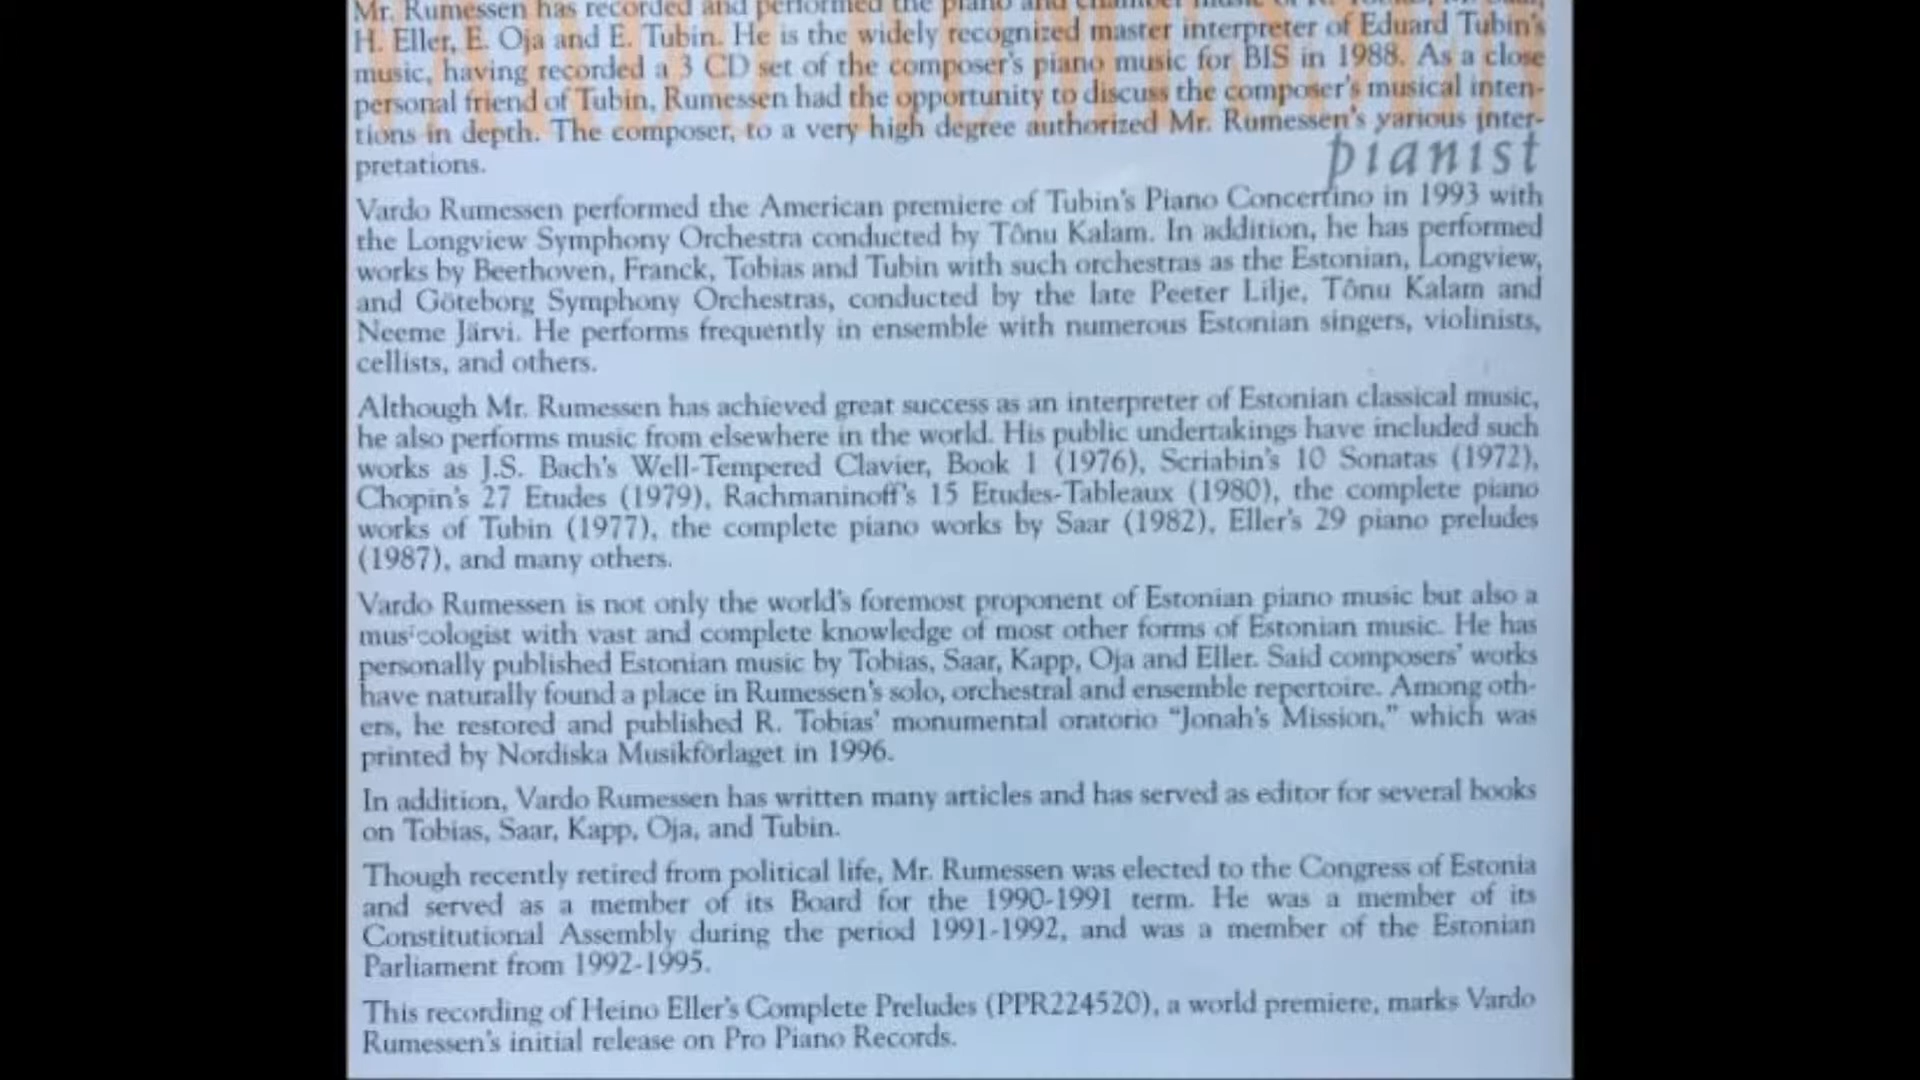 Mr. Rumessen has recorded and performed the piano and chamber music of R. Tobias, M. Saar,
H. Eller, E. Oja and E. Tubin. He is the widely recognized master interpreter of Eduard Tubin's
music, having recorded a 3 CD set of the composer's piano music for BIS in 1988. As a close
personal friend of Tubin, Rumessen had the opportunity to discuss the composer's musical inten-
tions in depth. The composer, to a very high degree authorized Mr. Rumessen's various inter-
pretations.
pianist
Vardo Rumessen performed the American premiere of Tubin's Piano Concertino in 1993 with
the Longview Symphony Orchestra conducted by Tõnu Kalam. In addition, he has performed
works by Beethoven, Franck, Tobias and Tubin with such orchestras as the Estonian, Longview,
and Göteborg Symphony Orchestras, conducted by the late Peeter Lilje, Tõnu Kalam and
Neeme Järvi. He performs frequently in ensemble with numerous Estonian singers, violinists,
cellists, and others.
Although Mr. Rumessen has achieved great success as an interpreter of Estonian classical music,
he also performs music from elsewhere in the world. His public undertakings have included such
works as J.S. Bach's Well-Tempered Clavier, Book 1 (1976), Scriabin's 10 Sonatas (1972),
Chopin's 27 Etudes (1979), Rachmaninoff's 15 Etudes-Tableaux (1980), the complete piano
works of Tubin (1977), the complete piano works by Saar (1982), Eller's 29 piano preludes
(1987), and many others.
Vardo Rumessen is not only the world's foremost proponent of Estonian piano music but also a
musicologist with vast and complete knowledge of most other forms of Estonian music. He has
personally published Estonian music by Tobias, Saar, Kapp, Oja and Eller. Said composers' works
have naturally found a place in Rumessen's solo, orchestral and ensemble repertoire. Among oth-
ers, he restored and published R. Tobias' monumental oratorio "Jonah's Mission," which was
printed by Nordiska Musikförlaget in 1996.
In addition, Vardo Rumessen has written many articles and has served as editor for several books
on Tobias, Saar, Kapp, Oja, and Tubin.
Though recently retired from political life, Mr. Rumessen was elected to the Congress of Estonia
and served as a member of its Board for the 1990-1991 term. He was a member of its
Constitutional Assembly during the period 1991-1992, and was a member of the Estonian
Parliament from 1992-1995.
This recording of Heino Eller's Complete Preludes (PPR224520), a world premiere, marks Vardo
Rumessen's initial release on Pro Piano Records.